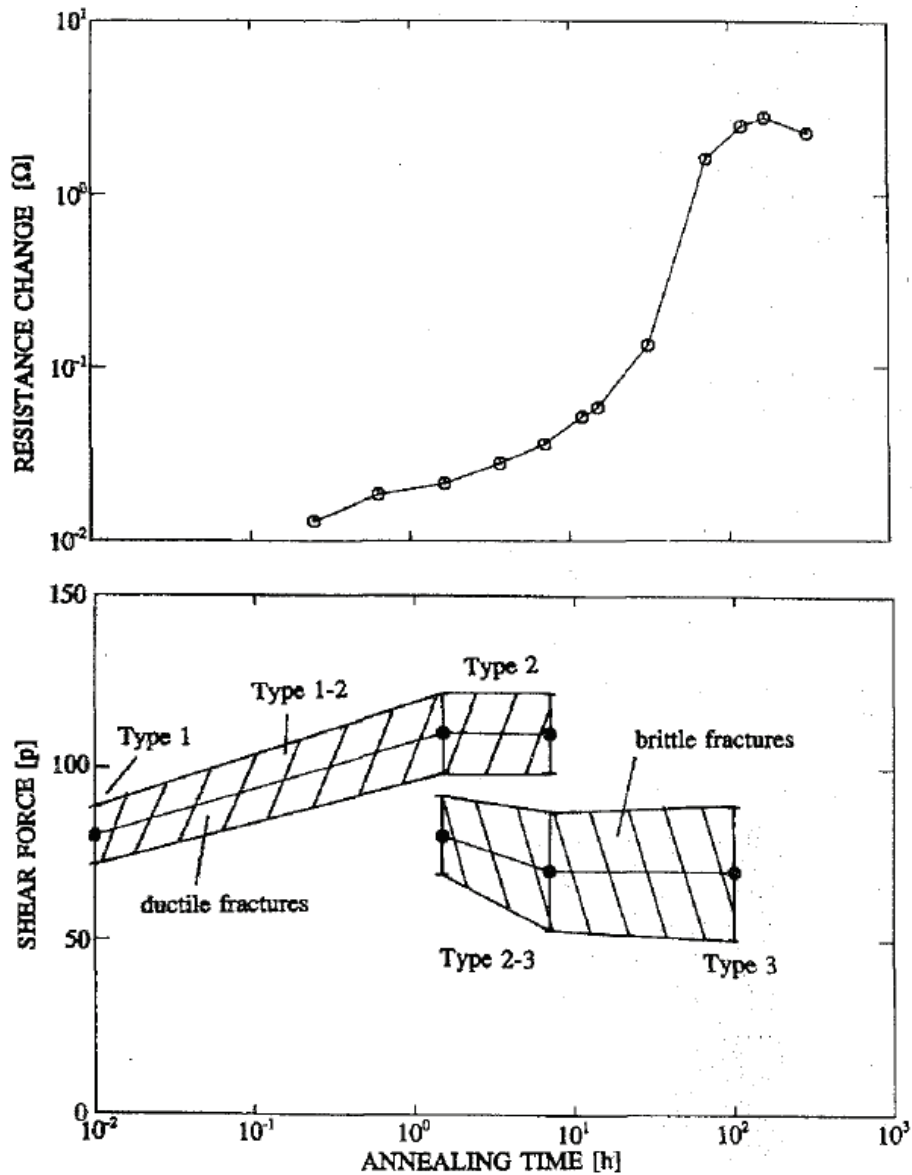 10¹
10⁰
10⁻¹
10⁻²
RESISTANCE CHANGE [Ω]
150
100
50
0
SHEAR FORCE [p]
Type 1
Type 1-2
Type 2
ductile fractures
brittle fractures
Type 2-3
Type 3
10⁻² 10⁻¹ 10⁰ 10¹ 10² 10³
ANNEALING TIME [h]